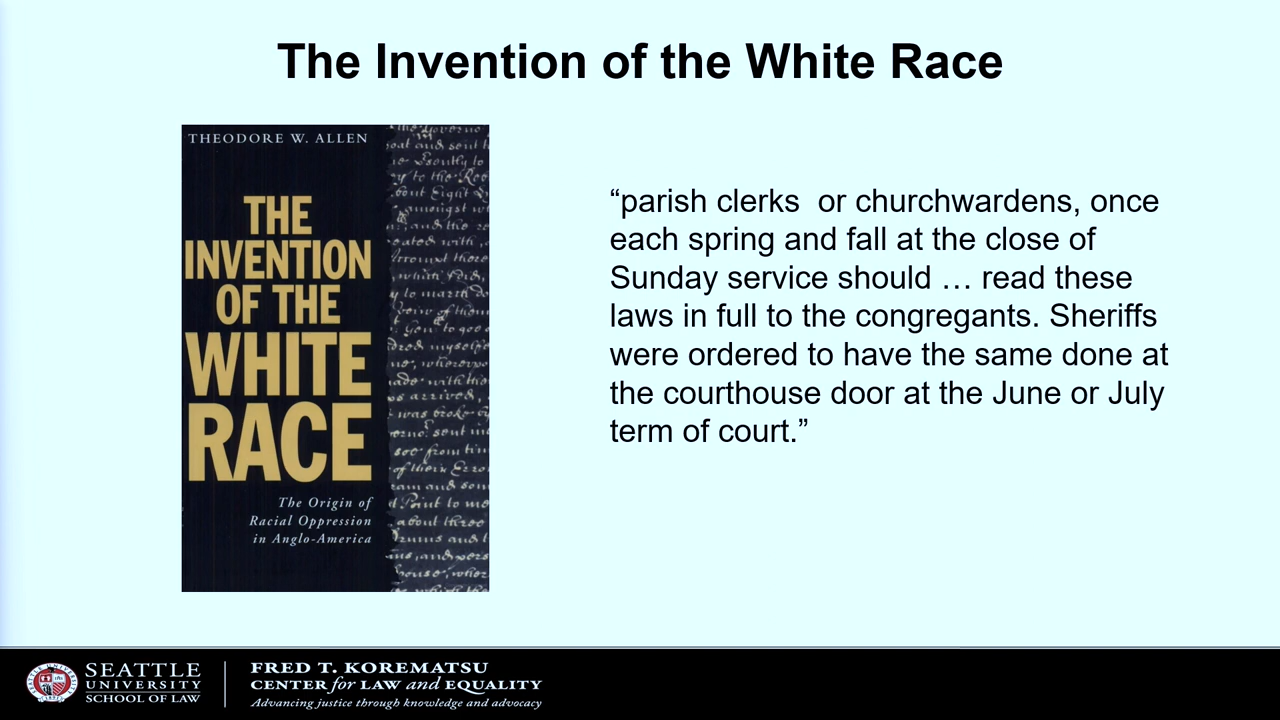 The Invention of the White Race
THEODORE W. ALLEN
THE
INVENTION
OF THE
WHITE
RACE
The Origin of
Racial Oppression
in Anglo-America
“parish clerks  or churchwardens, once
each spring and fall at the close of
Sunday service should … read these
laws in full to the congregants. Sheriffs
were ordered to have the same done at
the courthouse door at the June or July
term of court.”
SEATTLE
UNIVERSITY
SCHOOL OF LAW
FRED T. KOREMATSU
CENTER for LAW and EQUALITY
Advancing justice through knowledge and advocacy